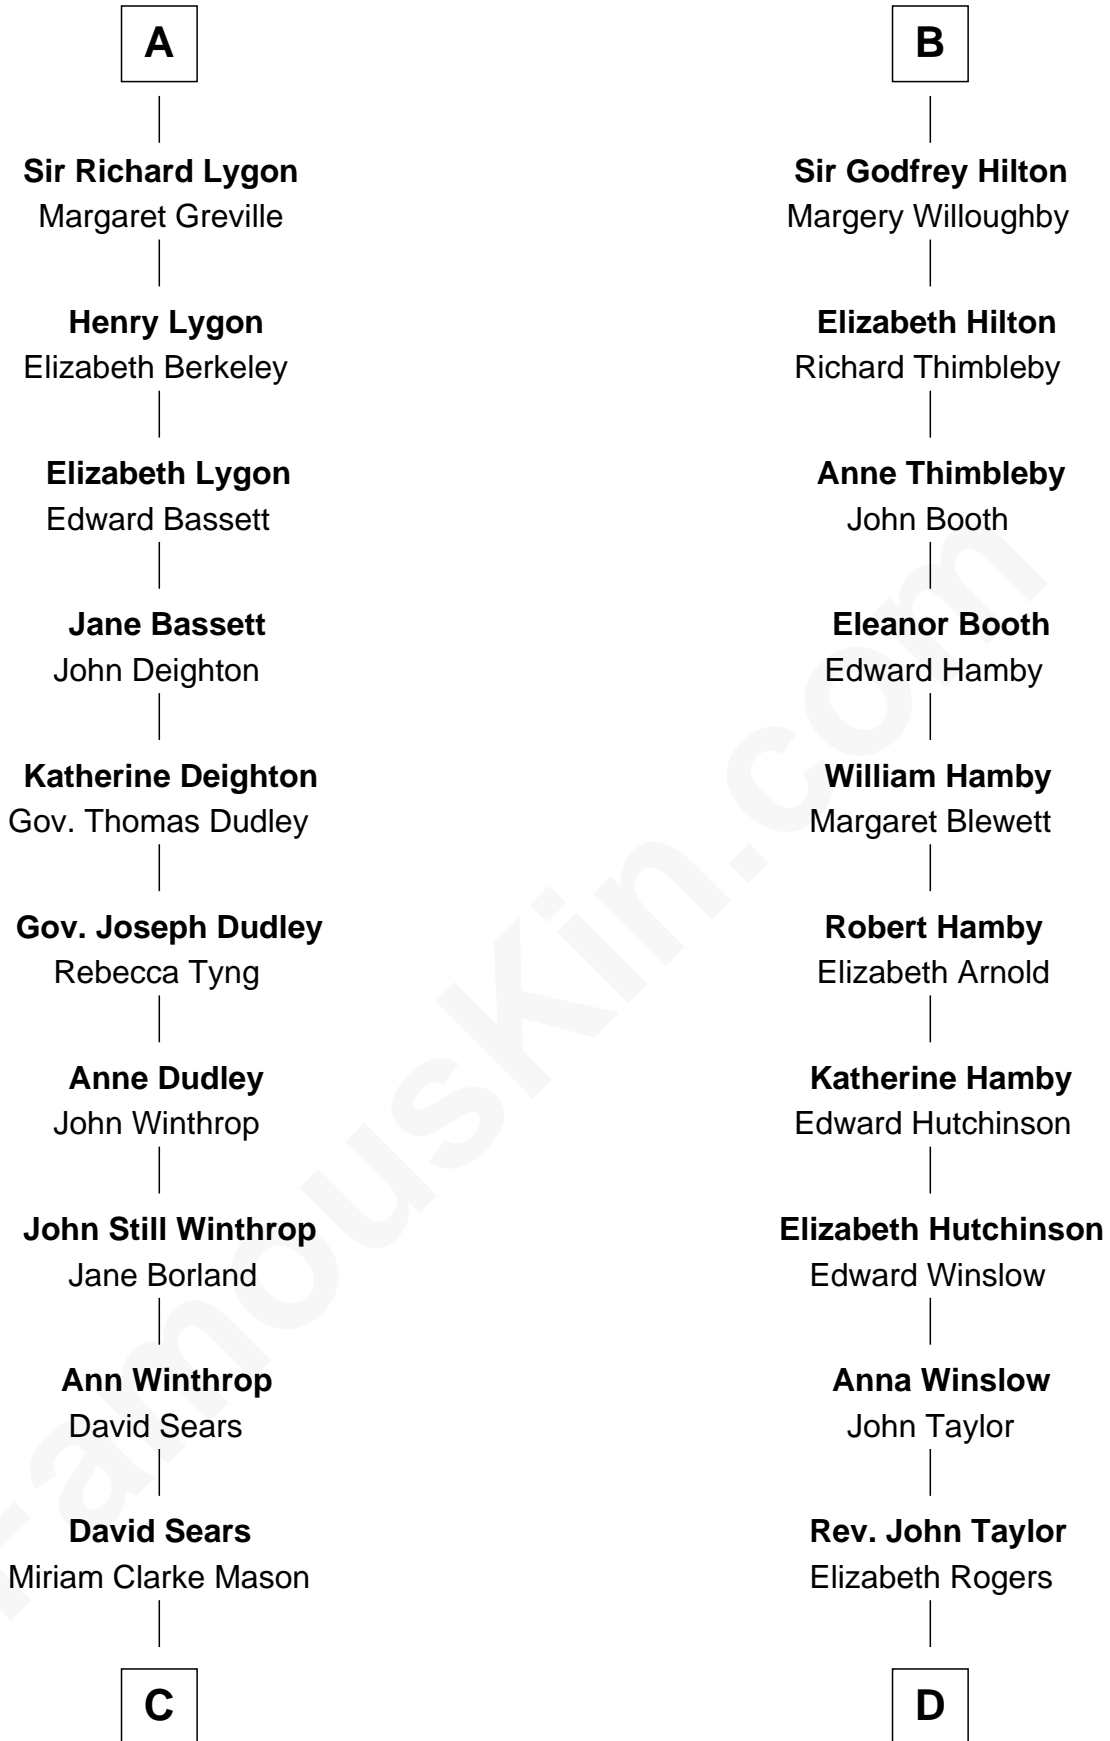 A
Sir Richard Lygon
Margaret Greville
Henry Lygon
Elizabeth Berkeley
Elizabeth Lygon
Edward Bassett
Jane Bassett
John Deighton
Katherine Deighton
Gov. Thomas Dudley
Gov. Joseph Dudley
Rebecca Tyng
Anne Dudley
John Winthrop
John Still Winthrop
Jane Borland
Ann Winthrop
David Sears
David Sears
Miriam Clarke Mason
C
B
Sir Godfrey Hilton
Margery Willoughby
Elizabeth Hilton
Richard Thimbleby
Anne Thimbleby
John Booth
Eleanor Booth
Edward Hamby
William Hamby
Margaret Blewett
Robert Hamby
Elizabeth Arnold
Katherine Hamby
Edward Hutchinson
Elizabeth Hutchinson
Edward Winslow
Anna Winslow
John Taylor
Rev. John Taylor
Elizabeth Rogers
D
FamousKin.com